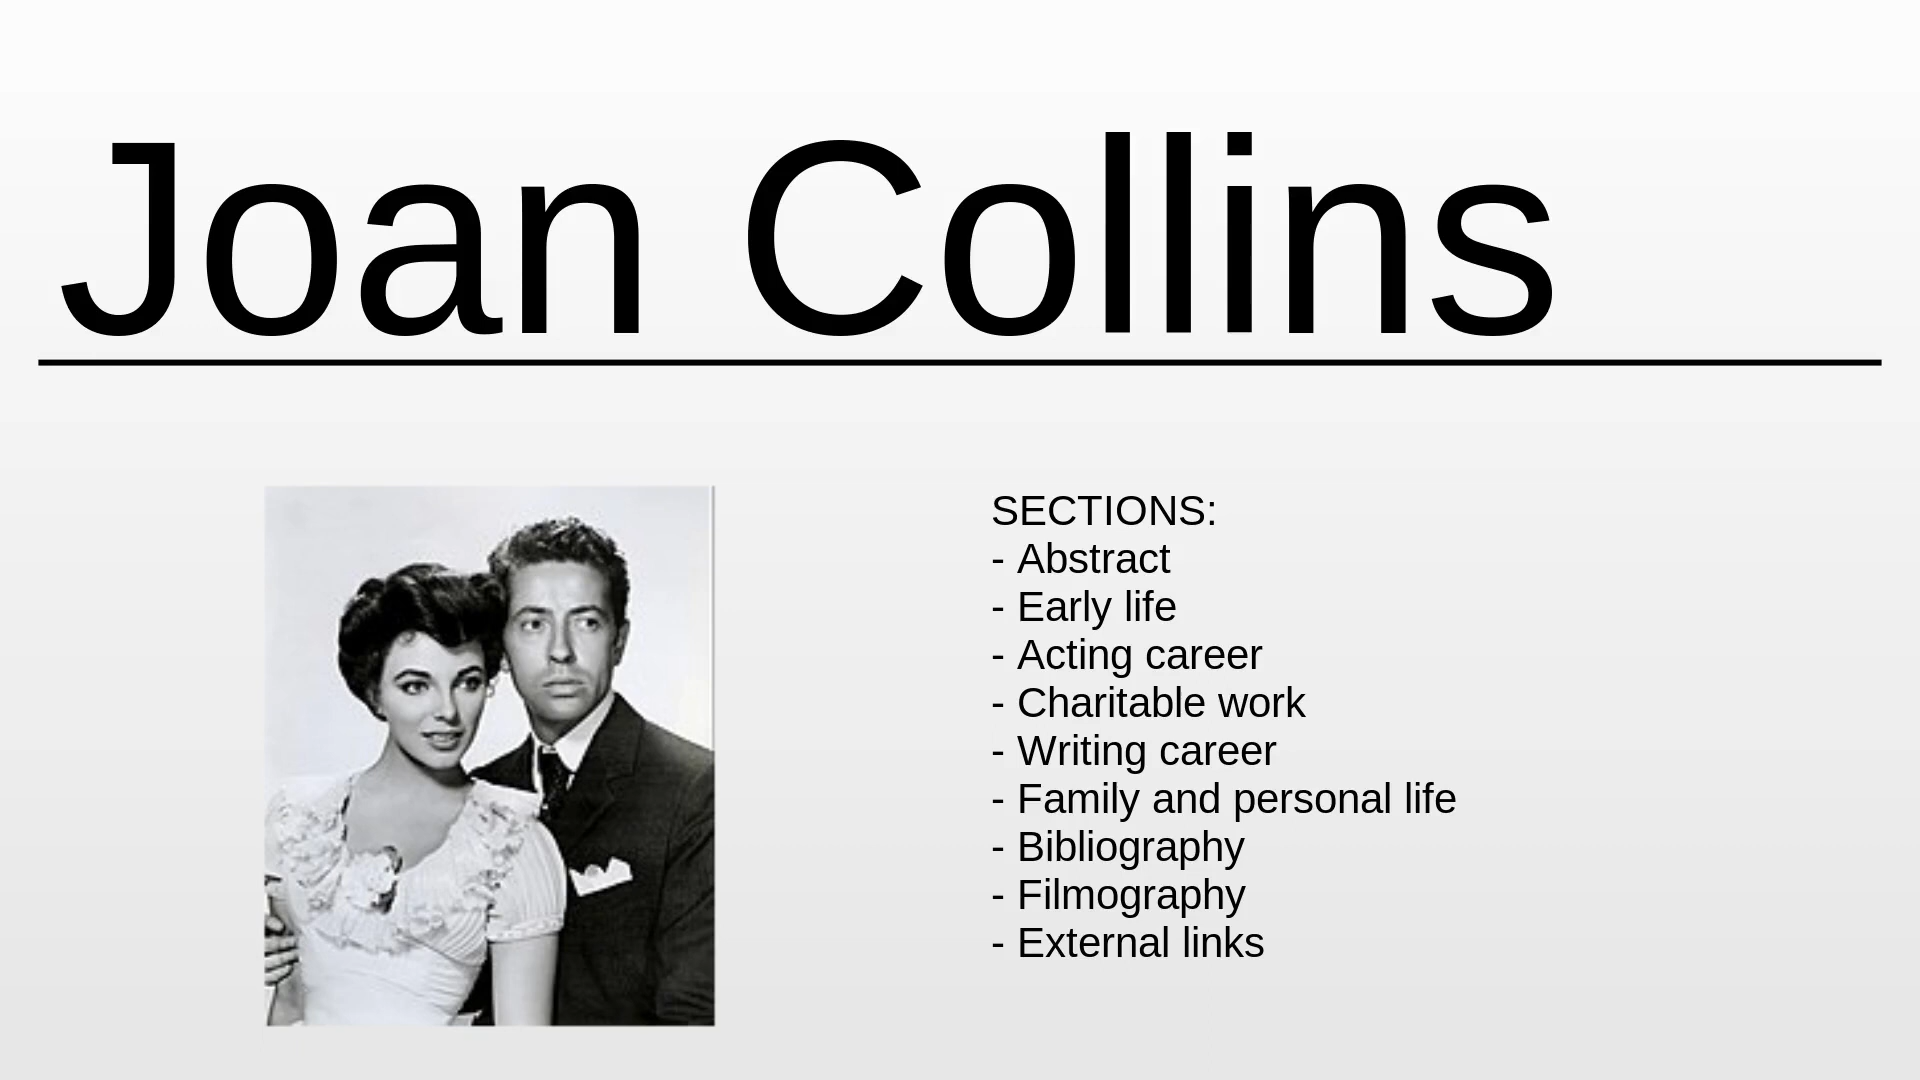 Joan Collins
SECTIONS:
- Abstract
- Early life
- Acting career
- Charitable work
- Writing career
- Family and personal life
- Bibliography
- Filmography
- External links